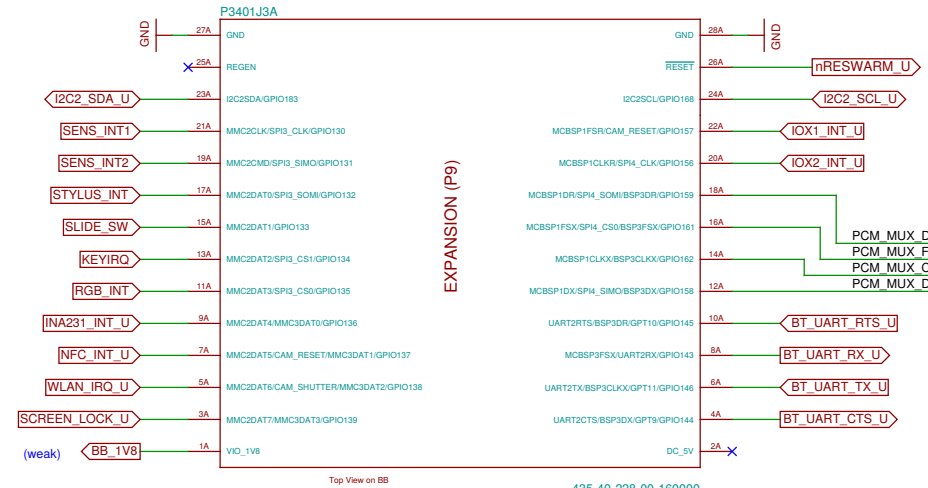 P3401J3A
GND 27A GND GND 28A GND
25A REGEN RESET 26A nRESWARM_U
I2C2_SDA_U 23A I2C2SDA/GPIO183 I2C2SCL/GPIO168 24A I2C2_SCL_U
SENS_INT1 21A MMC2CLK/SPI3_CLK/GPIO130 MCBSP1FSR/CAM_RESET/GPIO157 22A IOX1_INT_U
SENS_INT2 19A MMC2CMD/SPI3_SIMO/GPIO131 MCBSP1CLKR/SPI4_CLK/GPIO156 20A IOX2_INT_U
STYLUS_INT 17A MMC2DAT0/SPI3_SOMI/GPIO132 MCBSP1DR/SPI4_SOMI/BSP3DR/GPIO159 18A
SLIDE_SW 15A MMC2DAT1/GPIO133 MCBSP1FSX/SPI4_CS0/BSP3FSX/GPIO161 16A
PCM_MUX_D
PCM_MUX_F
KEYIRQ 13A MMC2DAT2/SPI3_CS1/GPIO134 MCBSP1CLKX/BSP3CLKX/GPIO162 14A
PCM_MUX_C
PCM_MUX_D
RGB_INT 11A MMC2DAT3/SPI3_CS0/GPIO135 MCBSP1DX/SPI4_SIMO/BSP3DX/GPIO158 12A
EXPANSION (P9)
INA231_INT_U 9A MMC2DAT4/MMC3DAT0/GPIO136 UART2RTS/BSP3DR/GPT10/GPIO145 10A BT_UART_RTS_U
NFC_INT_U 7A MMC2DAT5/CAM_RESET/MMC3DAT1/GPIO137 MCBSP3FSX/UART2RX/GPIO143 8A BT_UART_RX_U
WLAN_IRQ_U 5A MMC2DAT6/CAM_SHUTTER/MMC3DAT2/GPIO138 UART2TX/BSP3CLKX/GPT11/GPIO146 6A BT_UART_TX_U
SCREEN_LOCK_U 3A MMC2DAT7/MMC3DAT3/GPIO139 UART2CTS/BSP3DX/GPT9/GPIO144 4A BT_UART_CTS_U
(weak) BB_1V8 1A VIO_1V8 DC_5V 2A
Top View on BB